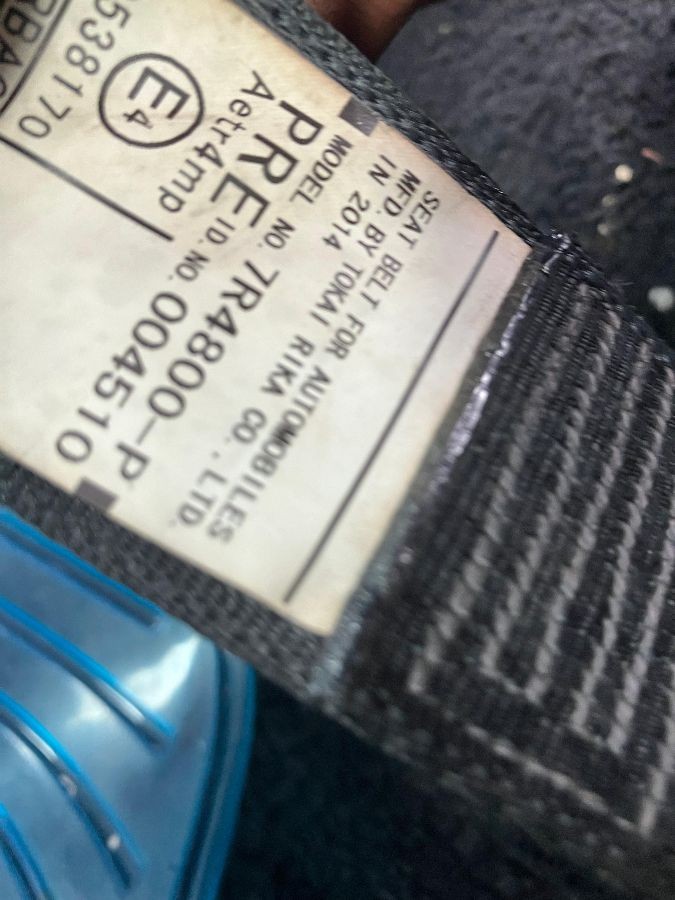 SEAT BELT FOR AUTOMOBILES
MFD. BY TOKAI RIKA CO., LTD.
IN 2014
MODEL NO. 7R4800-P
PRE ID. NO. 004510
Aetr4mp
E4
538170